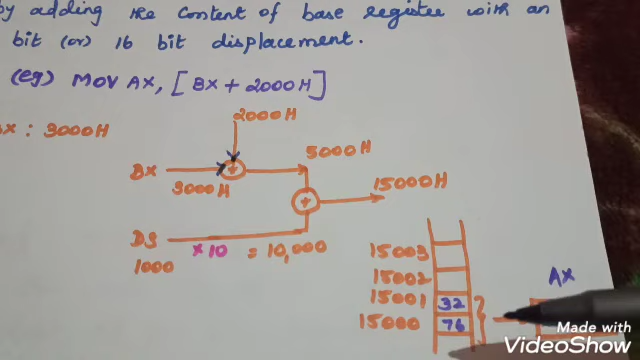 by adding the content of base register with an
bit (or) 16 bit displacement.
(eg) MOV AX, [BX + 2000H]
X : 3000H
2000H
5000H
BX
3000H
+
15000H
+
DS
1000
×10 = 10,000
15003
15002
15001 32
15000 76
AX
Made with
VideoShow